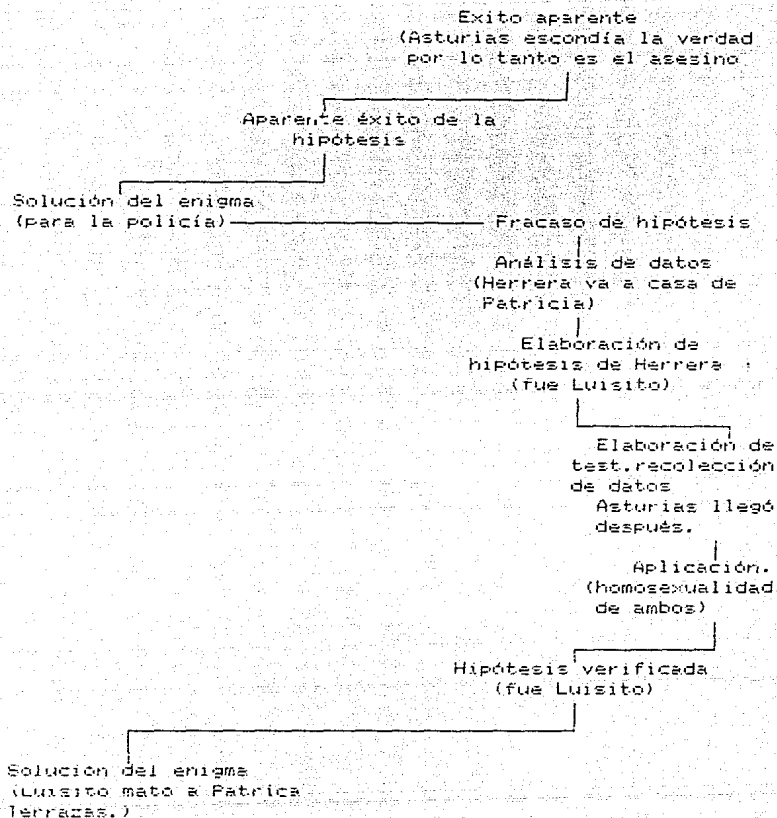 Exito aparente
(Asturias escondía la verdad
por lo tanto es el asesino
Aparente éxito de la
hipótesis
Solución del enigma
(para la policía)
Fracaso de hipótesis
Análisis de datos
(Herrera va a casa de
Patricia)
Elaboración de
hipótesis de Herrera
(fue Luisito)
Elaboración de
test.recolección
de datos
Asturias llegó
después.
Aplicación.
(homosexualidad
de ambos)
Hipótesis verificada
(fue Luisito)
Solución del enigma
(Luisito mato a Patrica
Terrazas.)